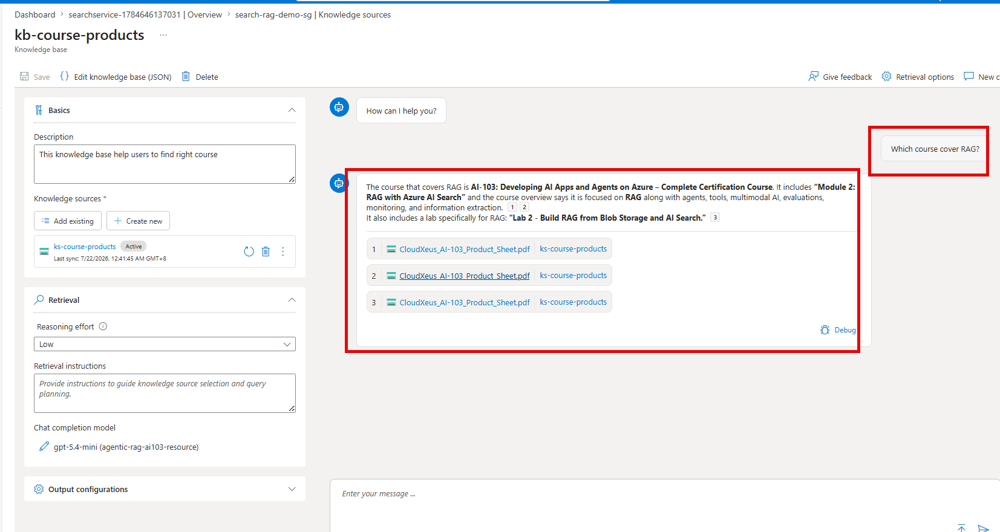 Dashboard > searchservice-1784646137031 | Overview > search-rag-demo-sg | Knowledge sources
kb-course-products ...
Knowledge base
Save {} Edit knowledge base (JSON) Delete
Give feedback Retrieval options New c
Basics
Description
This knowledge base help users to find right course
Knowledge sources *
Add existing + Create new
ks-course-products Active
Last sync: 7/22/2026, 12:41:45 AM GMT+8
Retrieval
Reasoning effort
Low
Retrieval instructions
Provide instructions to guide knowledge source selection and query
planning.
Chat completion model
gpt-5.4-mini (agentic-rag-ai103-resource)
Output configurations
How can I help you?
Which course cover RAG?
The course that covers RAG is AI-103: Developing AI Apps and Agents on Azure – Complete Certification Course. It includes “Module 2:
RAG with Azure AI Search” and the course overview says it is focused on RAG along with agents, tools, multimodal AI, evaluations,
monitoring, and information extraction. 1 2
It also includes a lab specifically for RAG: “Lab 2 - Build RAG from Blob Storage and AI Search.” 3
1 CloudXeus_AI-103_Product_Sheet.pdf ks-course-products
2 CloudXeus_AI-103_Product_Sheet.pdf ks-course-products
3 CloudXeus_AI-103_Product_Sheet.pdf ks-course-products
Debug
Enter your message ...